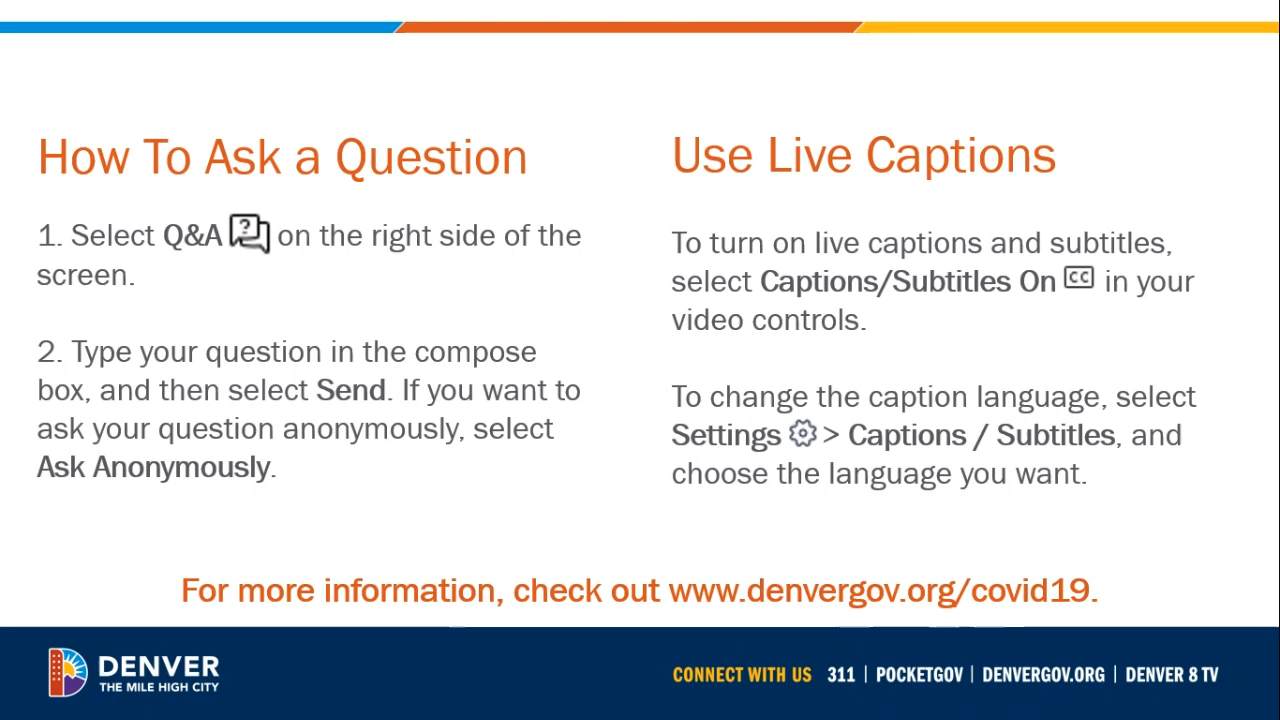 How To Ask a Question
1. Select Q&A on the right side of the
screen.
2. Type your question in the compose
box, and then select Send. If you want to
ask your question anonymously, select
Ask Anonymously.
Use Live Captions
To turn on live captions and subtitles,
select Captions/Subtitles On CC in your
video controls.
To change the caption language, select
Settings > Captions / Subtitles, and
choose the language you want.
For more information, check out www.denvergov.org/covid19.
DENVER
THE MILE HIGH CITY
CONNECT WITH US 311 | POCKETGOV | DENVERGOV.ORG | DENVER 8 TV